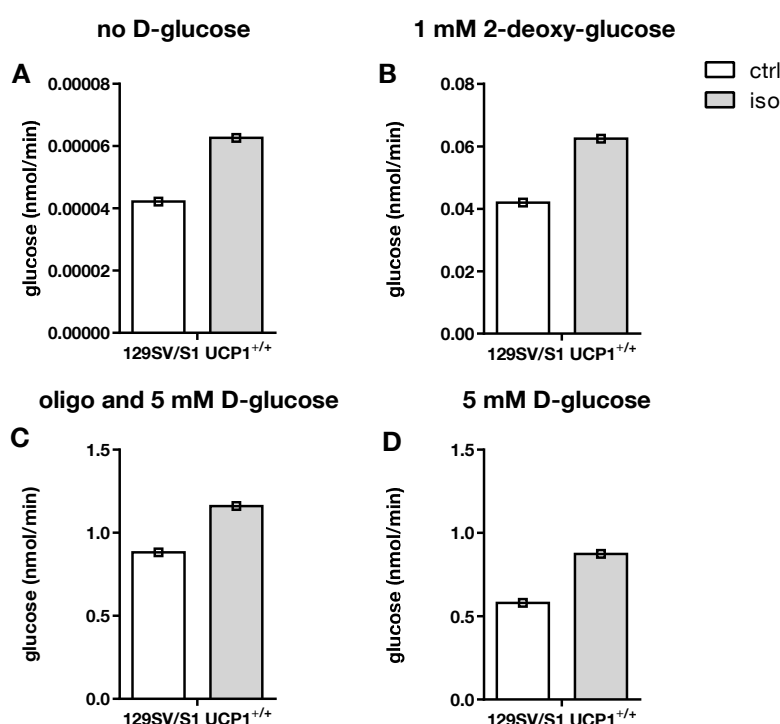 no D-glucose
1 mM 2-deoxy-glucose
ctrl
iso
A
glucose (nmol/min)
0.00008
0.00006
0.00004
0.00002
0.00000
129SV/S1 UCP1+/+
B
glucose (nmol/min)
0.08
0.06
0.04
0.02
0.00
129SV/S1 UCP1+/+
oligo and 5 mM D-glucose
5 mM D-glucose
C
glucose (nmol/min)
1.5
1.0
0.5
0.0
129SV/S1 UCP1+/+
D
glucose (nmol/min)
1.5
1.0
0.5
0.0
129SV/S1 UCP1+/+